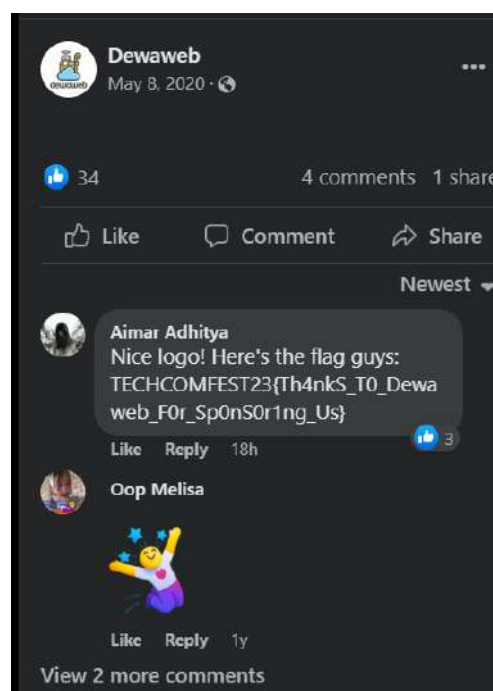 Dewaweb
May 8, 2020
dewaweb
34
4 comments 1 share
Like Comment Share
Newest
Aimar Adhitya
Nice logo! Here's the flag guys:
TECHCOMFEST23{Th4nkS_T0_Dewa
web_F0r_Sp0nS0r1ng_Us}
3
Like Reply 18h
Oop Melisa
Like Reply 1y
View 2 more comments